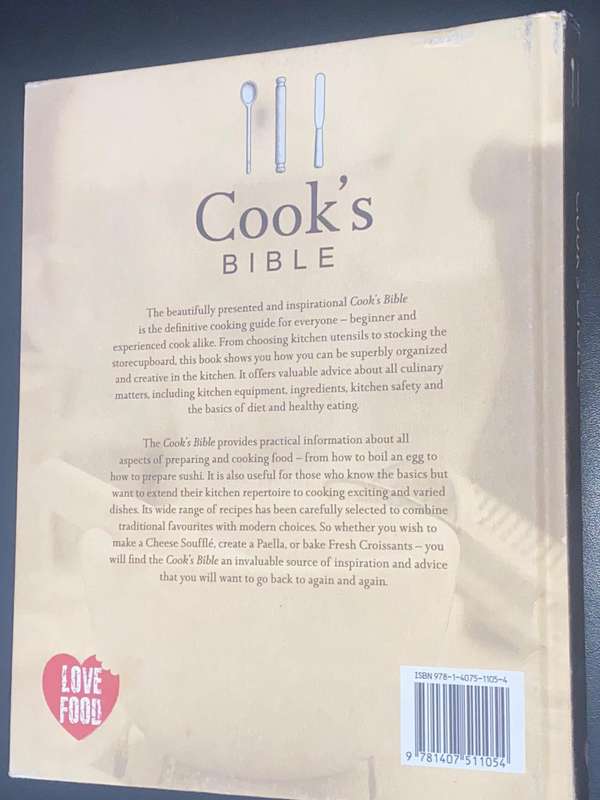 Cook's
BIBLE
The beautifully presented and inspirational Cook's Bible
is the definitive cooking guide for everyone – beginner and
experienced cook alike. From choosing kitchen utensils to stocking the
storecupboard, this book shows you how you can be superbly organized
and creative in the kitchen. It offers valuable advice about all culinary
matters, including kitchen equipment, ingredients, kitchen safety and
the basics of diet and healthy eating.
The Cook's Bible provides practical information about all
aspects of preparing and cooking food – from how to boil an egg to
how to prepare sushi. It is also useful for those who know the basics but
want to extend their kitchen repertoire to cooking exciting and varied
dishes. Its wide range of recipes has been carefully selected to combine
traditional favourites with modern choices. So whether you wish to
make a Cheese Soufflé, create a Paella, or bake Fresh Croissants – you
will find the Cook's Bible an invaluable source of inspiration and advice
that you will want to go back to again and again.
LOVE
FOOD
ISBN 978-1-4075-1105-4
9 781407 511054